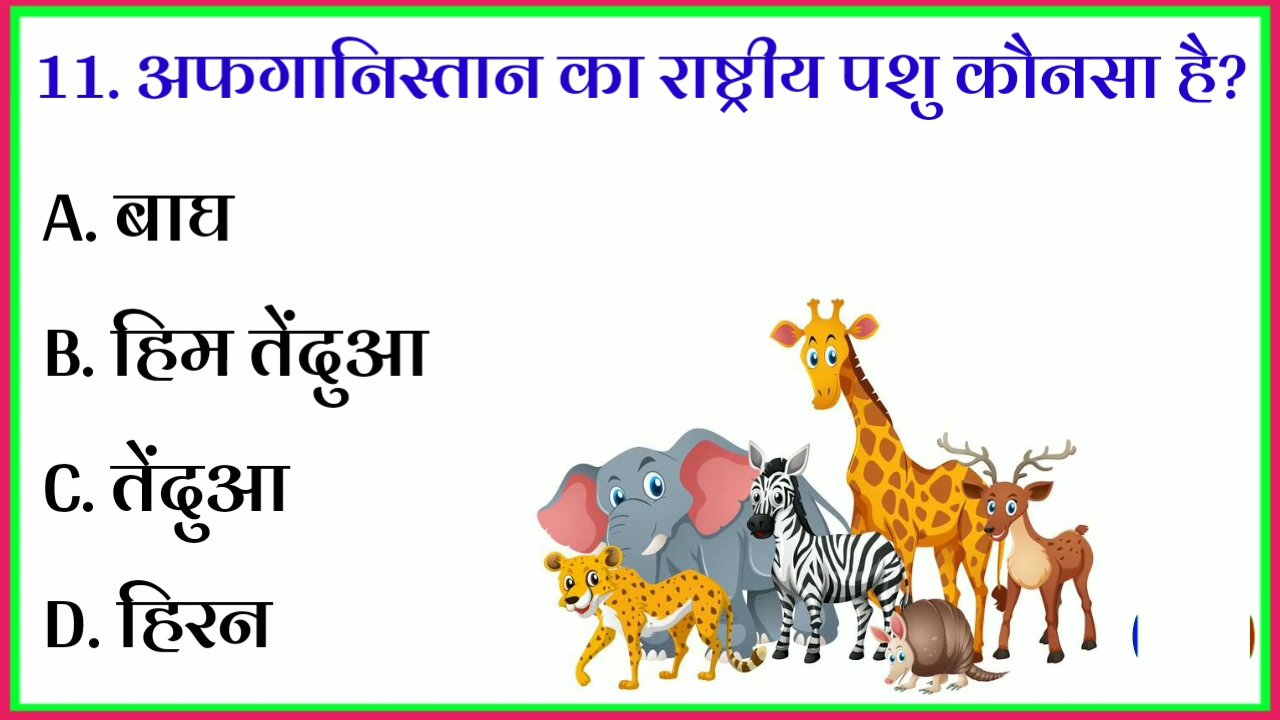 11. अफगानिस्तान का राष्ट्रीय पशु कौनसा है?
A. बाघ
B. हिम तेंदुआ
C. तेंदुआ
D. हिरन